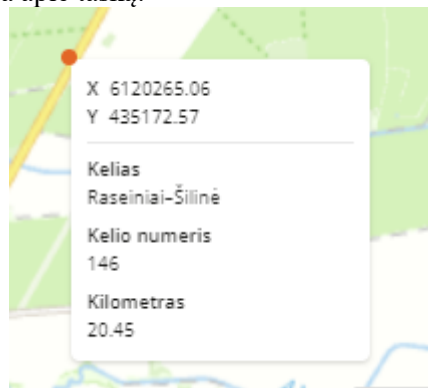 X 6120265.06
Y 435172.57
Kelias
Raseiniai–Šilinė
Kelio numeris
146
Kilometras
20.45